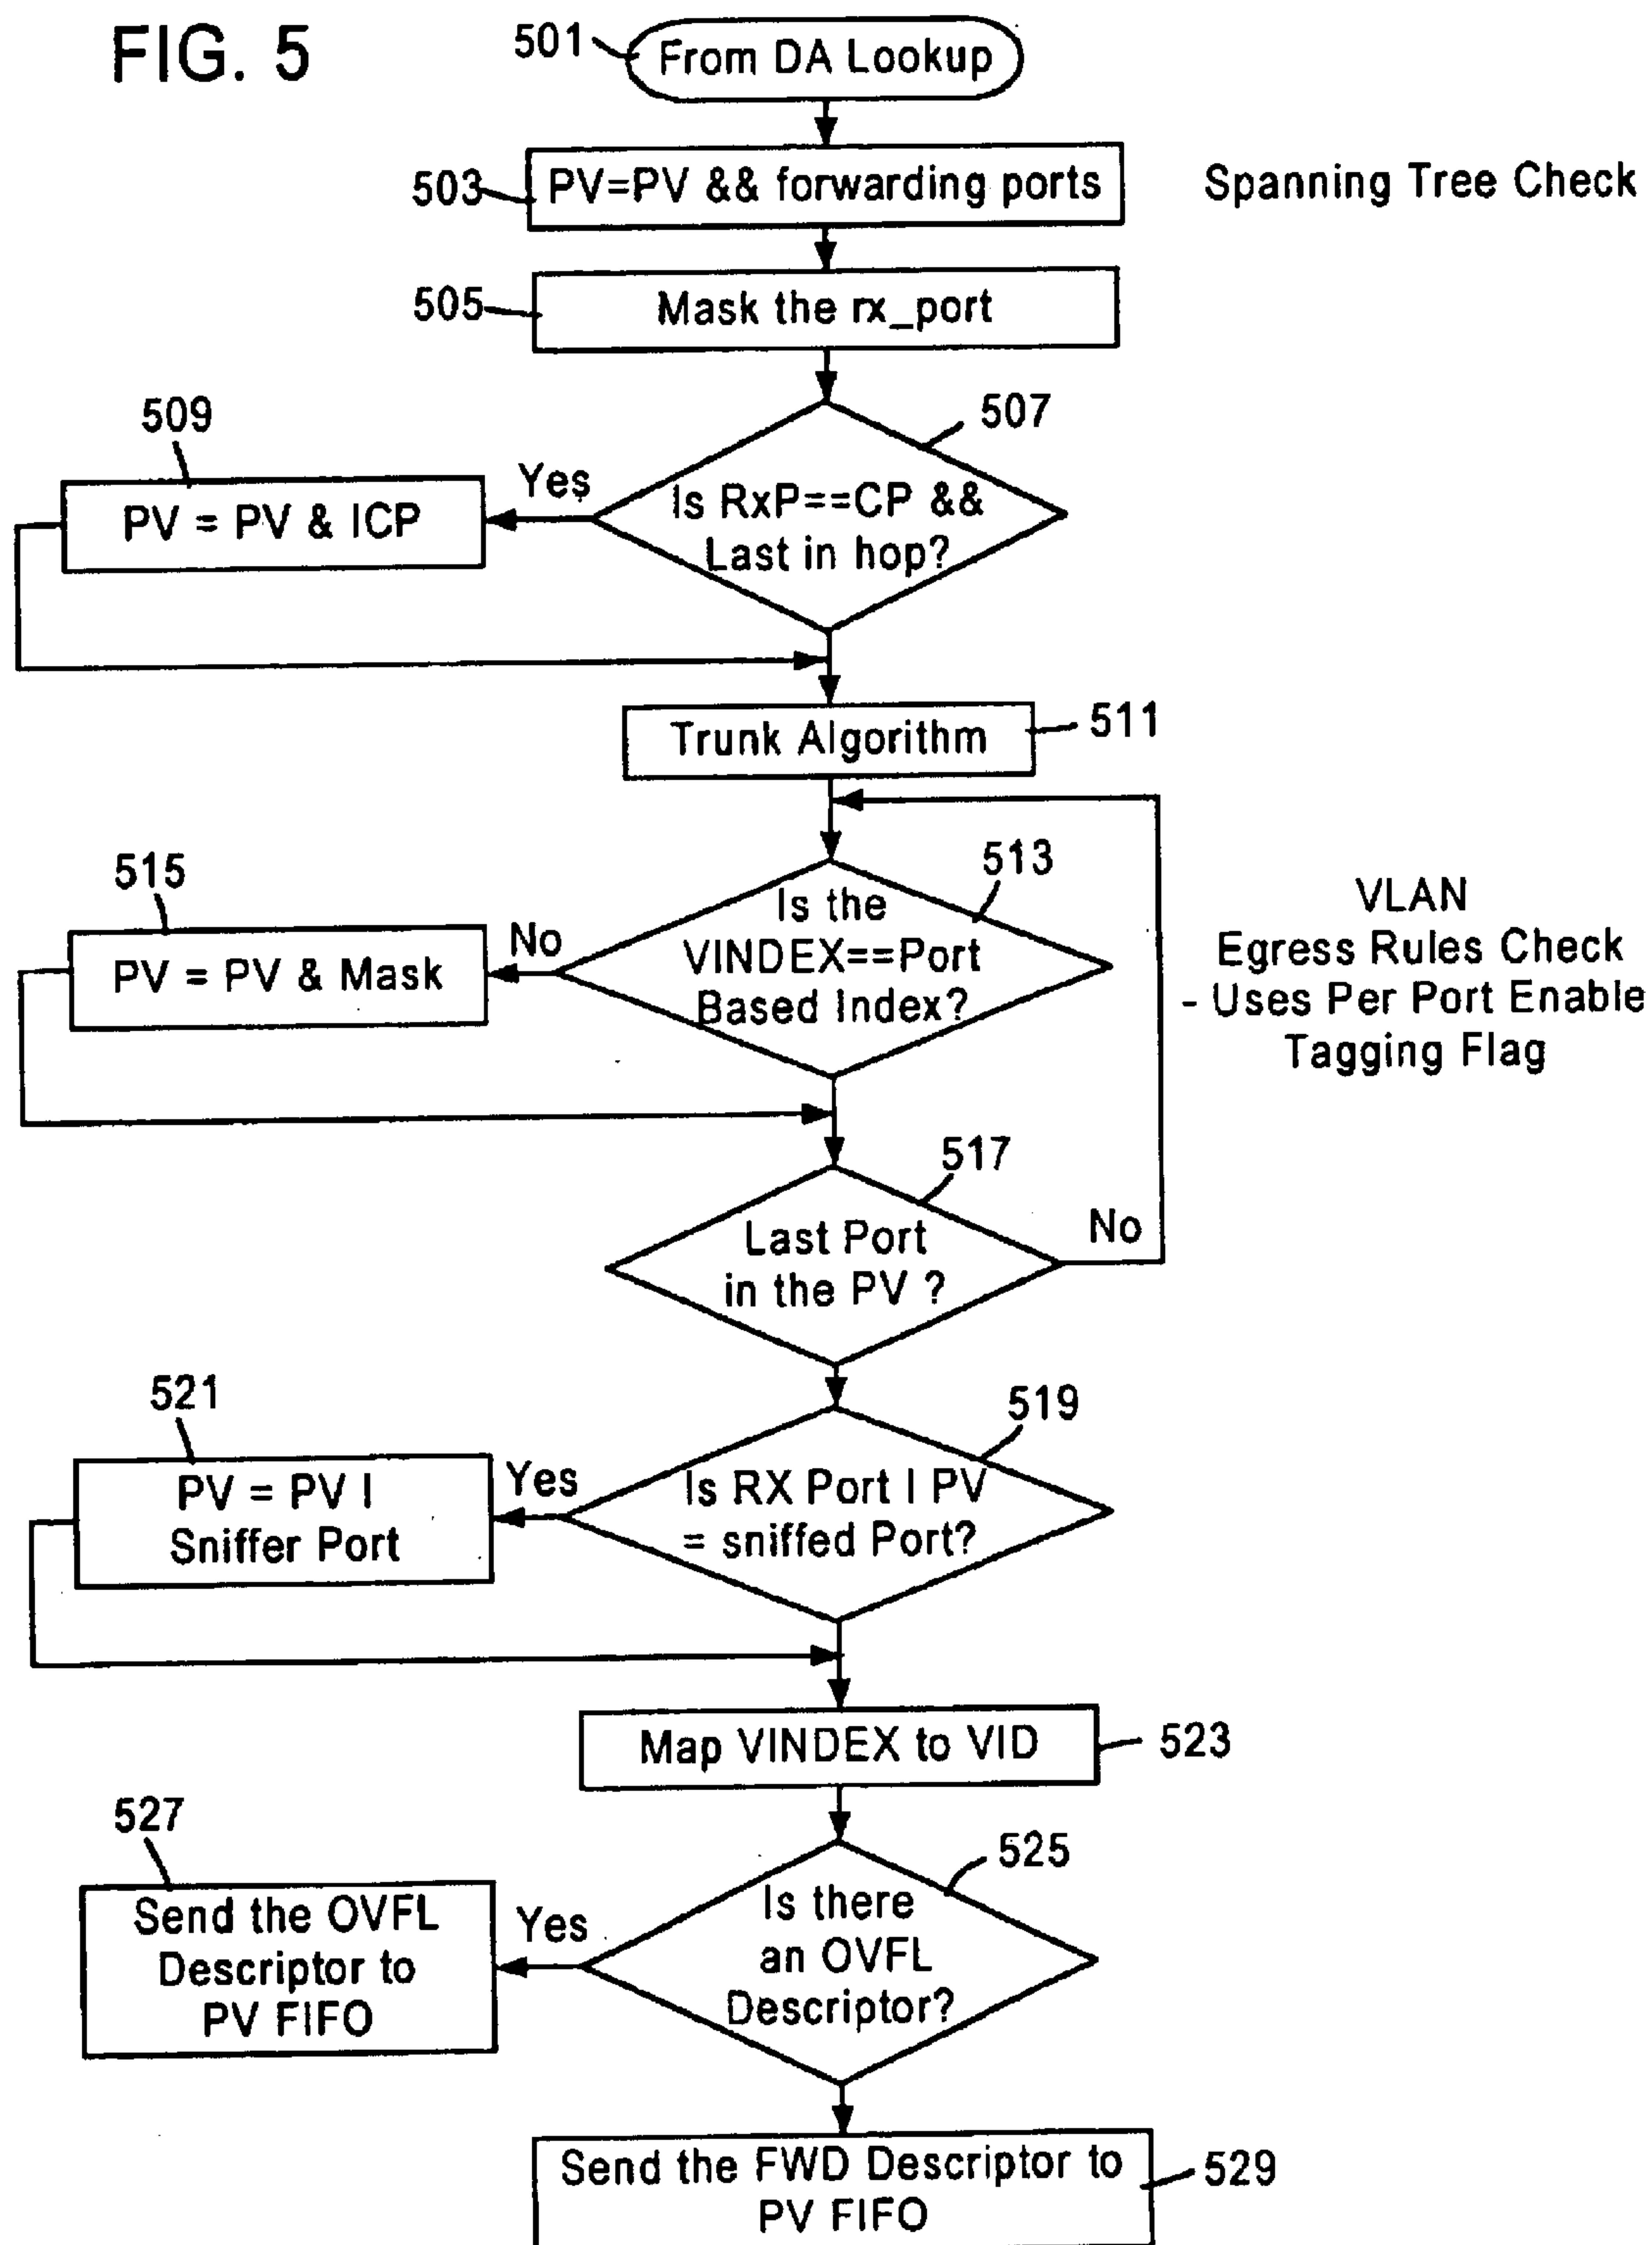 FIG. 5
501
From DA Lookup
503
PV=PV && forwarding ports
Spanning Tree Check
505
Mask the rx_port
507
Is RxP==CP &&
Last in hop?
Yes
509
PV = PV & ICP
511
Trunk Algorithm
513
Is the
VINDEX==Port
Based Index?
No
515
PV = PV & Mask
VLAN
Egress Rules Check
- Uses Per Port Enable
Tagging Flag
517
Last Port
in the PV ?
No
519
Is RX Port I PV
= sniffed Port?
Yes
521
PV = PV I
Sniffer Port
Map VINDEX to VID
523
525
Is there
an OVFL
Descriptor?
Yes
527
Send the OVFL
Descriptor to
PV FIFO
Send the FWD Descriptor to
PV FIFO
529